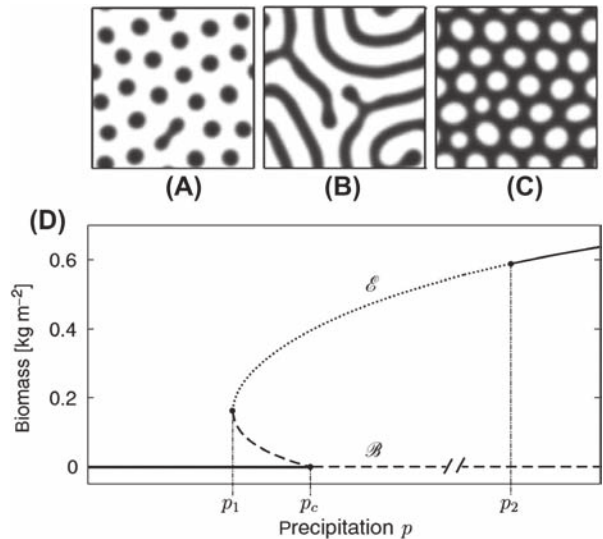 (A) (B) (C)
(D)
Biomass [kg m⁻²]
0.6
0.4
0.2
0
ℰ
ℬ
p₁ p_c p₂
Precipitation p